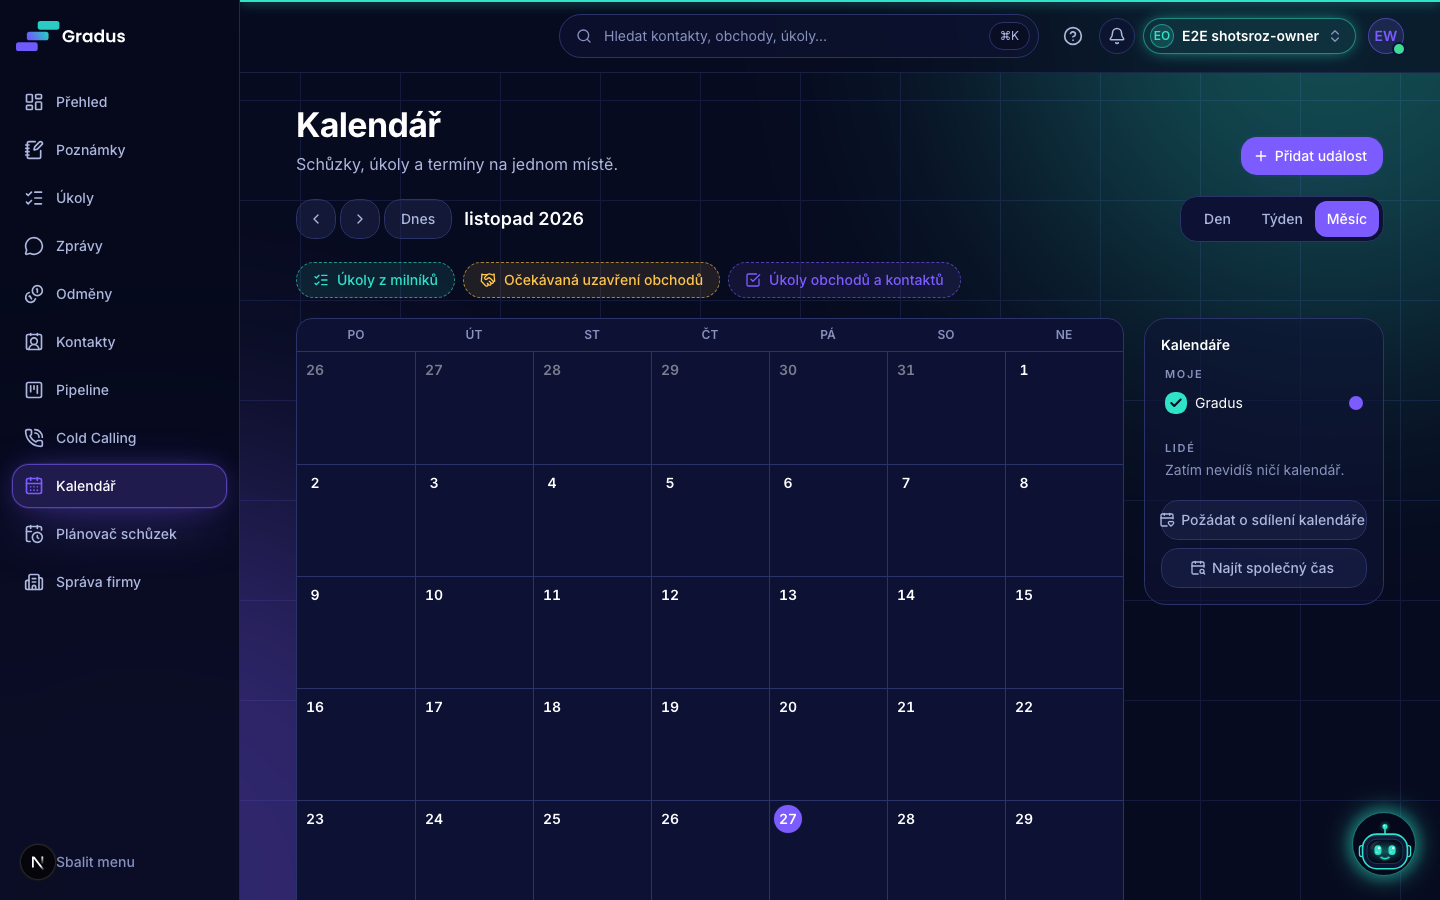 Gradus
Hledat kontakty, obchody, úkoly...
⌘K
EO
E2E shotsroz-owner
EW
Přehled
Poznámky
Úkoly
Zprávy
Odměny
Kontakty
Pipeline
Cold Calling
Kalendář
Plánovač schůzek
Správa firmy
N
Sbalit menu
Kalendář
Schůzky, úkoly a termíny na jednom místě.
Přidat událost
Dnes
listopad 2026
Den Týden Měsíc
Úkoly z milníků
Očekávaná uzavření obchodů
Úkoly obchodů a kontaktů
PO ÚT ST ČT PÁ SO NE
26 27 28 29 30 31 1
2 3 4 5 6 7 8
9 10 11 12 13 14 15
16 17 18 19 20 21 22
23 24 25 26 27 28 29
Kalendáře
MOJE
Gradus
LIDÉ
Zatím nevidíš ničí kalendář.
Požádat o sdílení kalendáře
Najít společný čas